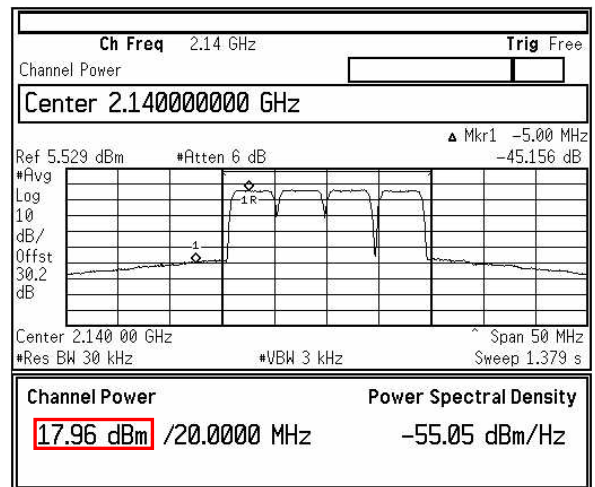 Ch Freq 2.14 GHz Trig Free
Channel Power
Center 2.140000000 GHz
Δ Mkr1 -5.00 MHz
Ref 5.529 dBm #Atten 6 dB -45.156 dB
#Avg
Log
10
dB/
Offst
30.2
dB
1R
1
Center 2.140 00 GHz ^ Span 50 MHz
#Res BW 30 kHz #VBW 3 kHz Sweep 1.379 s
Channel Power Power Spectral Density
17.96 dBm /20.0000 MHz -55.05 dBm/Hz